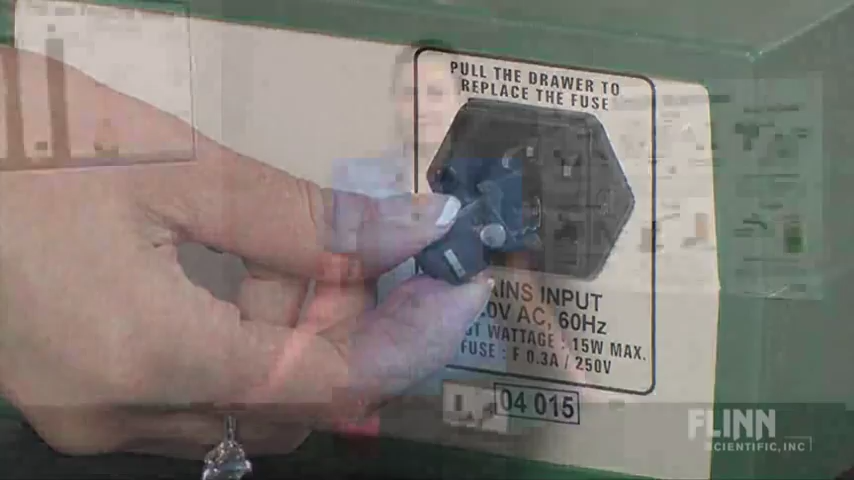 PULL THE DRAWER TO
REPLACE THE FUSE
INPUT
0V AC, 60Hz
WATTAGE : 15W MAX.
FUSE : F 0.3A / 250V
04 015
FLINN
SCIENTIFIC, INC